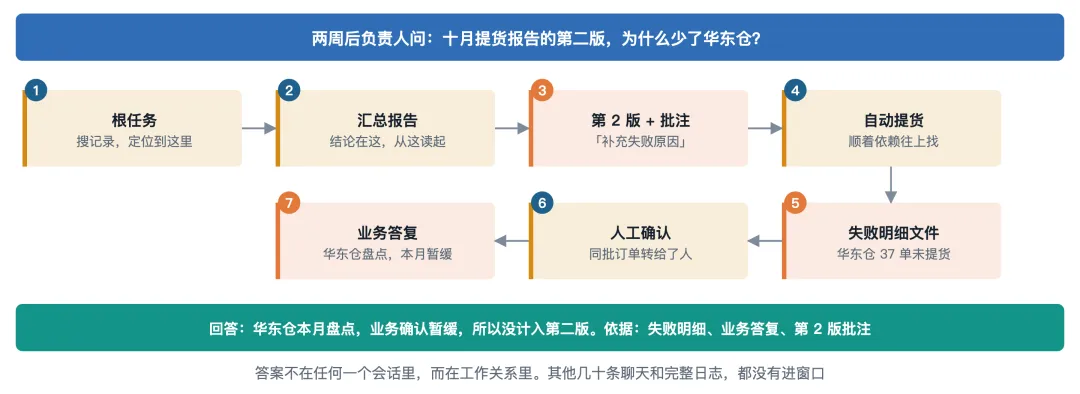 两周后负责人问：十月提货报告的第二版，为什么少了华东仓？
1
根任务
搜记录，定位到这里
2
汇总报告
结论在这，从这读起
3
第 2 版 + 批注
「补充失败原因」
4
自动提货
顺着依赖往上找
7
业务答复
华东仓盘点，本月暂缓
6
人工确认
同批订单转给了人
5
失败明细文件
华东仓 37 单未提货
回答：华东仓本月盘点，业务确认暂缓，所以没计入第二版。依据：失败明细、业务答复、第 2 版批注
答案不在任何一个会话里，而在工作关系里。其他几十条聊天和完整日志，都没有进窗口